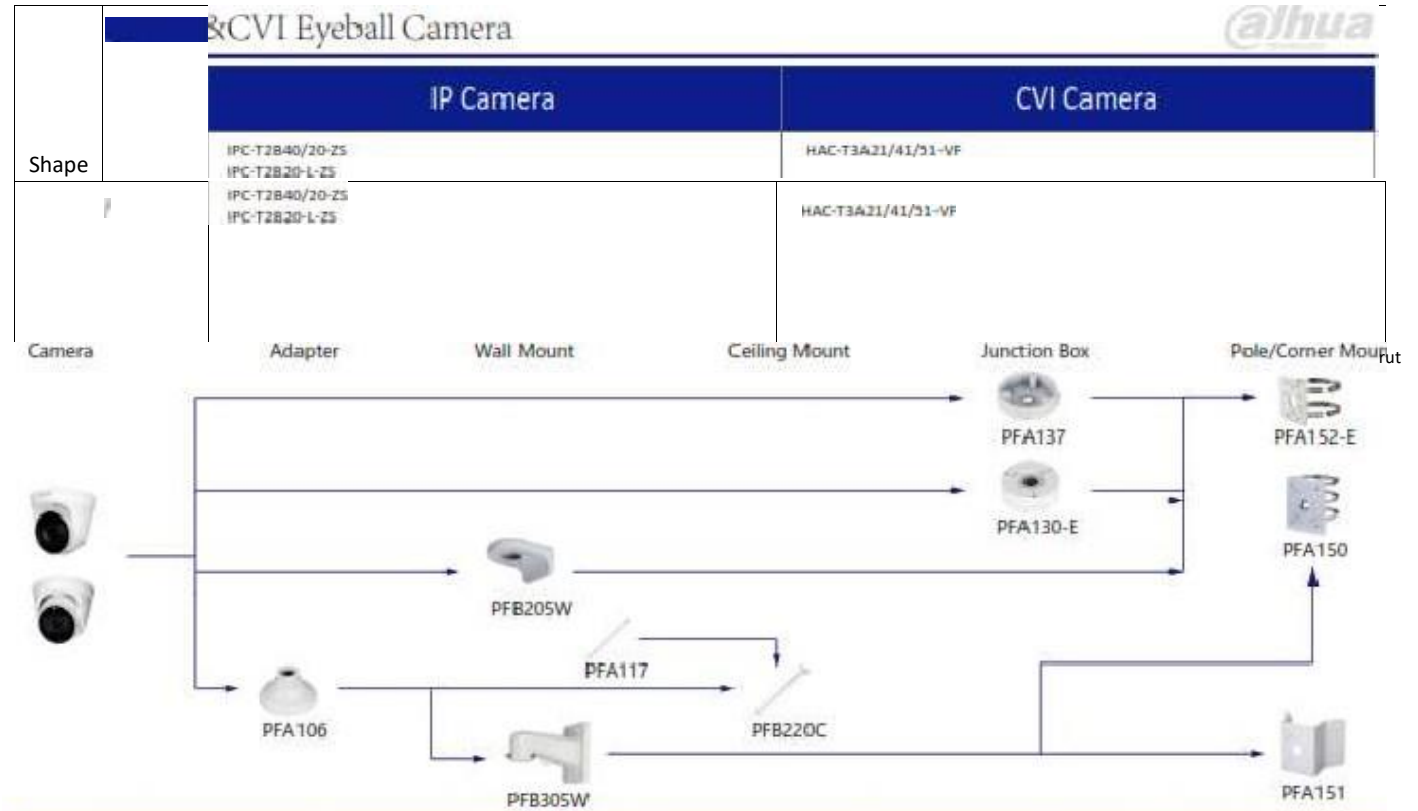 &CVI Eyeball Camera
alhua
IP Camera
CVI Camera
Shape
IPC-T2B40/20-ZS
IPC-T2B20-L-ZS
HAC-T3A21/41/51-VF
IPC-T2B40/20-ZS
IPC-T2B20-L-ZS
HAC-T3A21/41/51-VF
Camera
Adapter
Wall Mount
Ceiling Mount
Junction Box
Pole/Corner Mount
PFA137
PFA152-E
PFA130-E
PFA150
PFB205W
PFA117
PFA106
PFB220C
PFB305W
PFA151